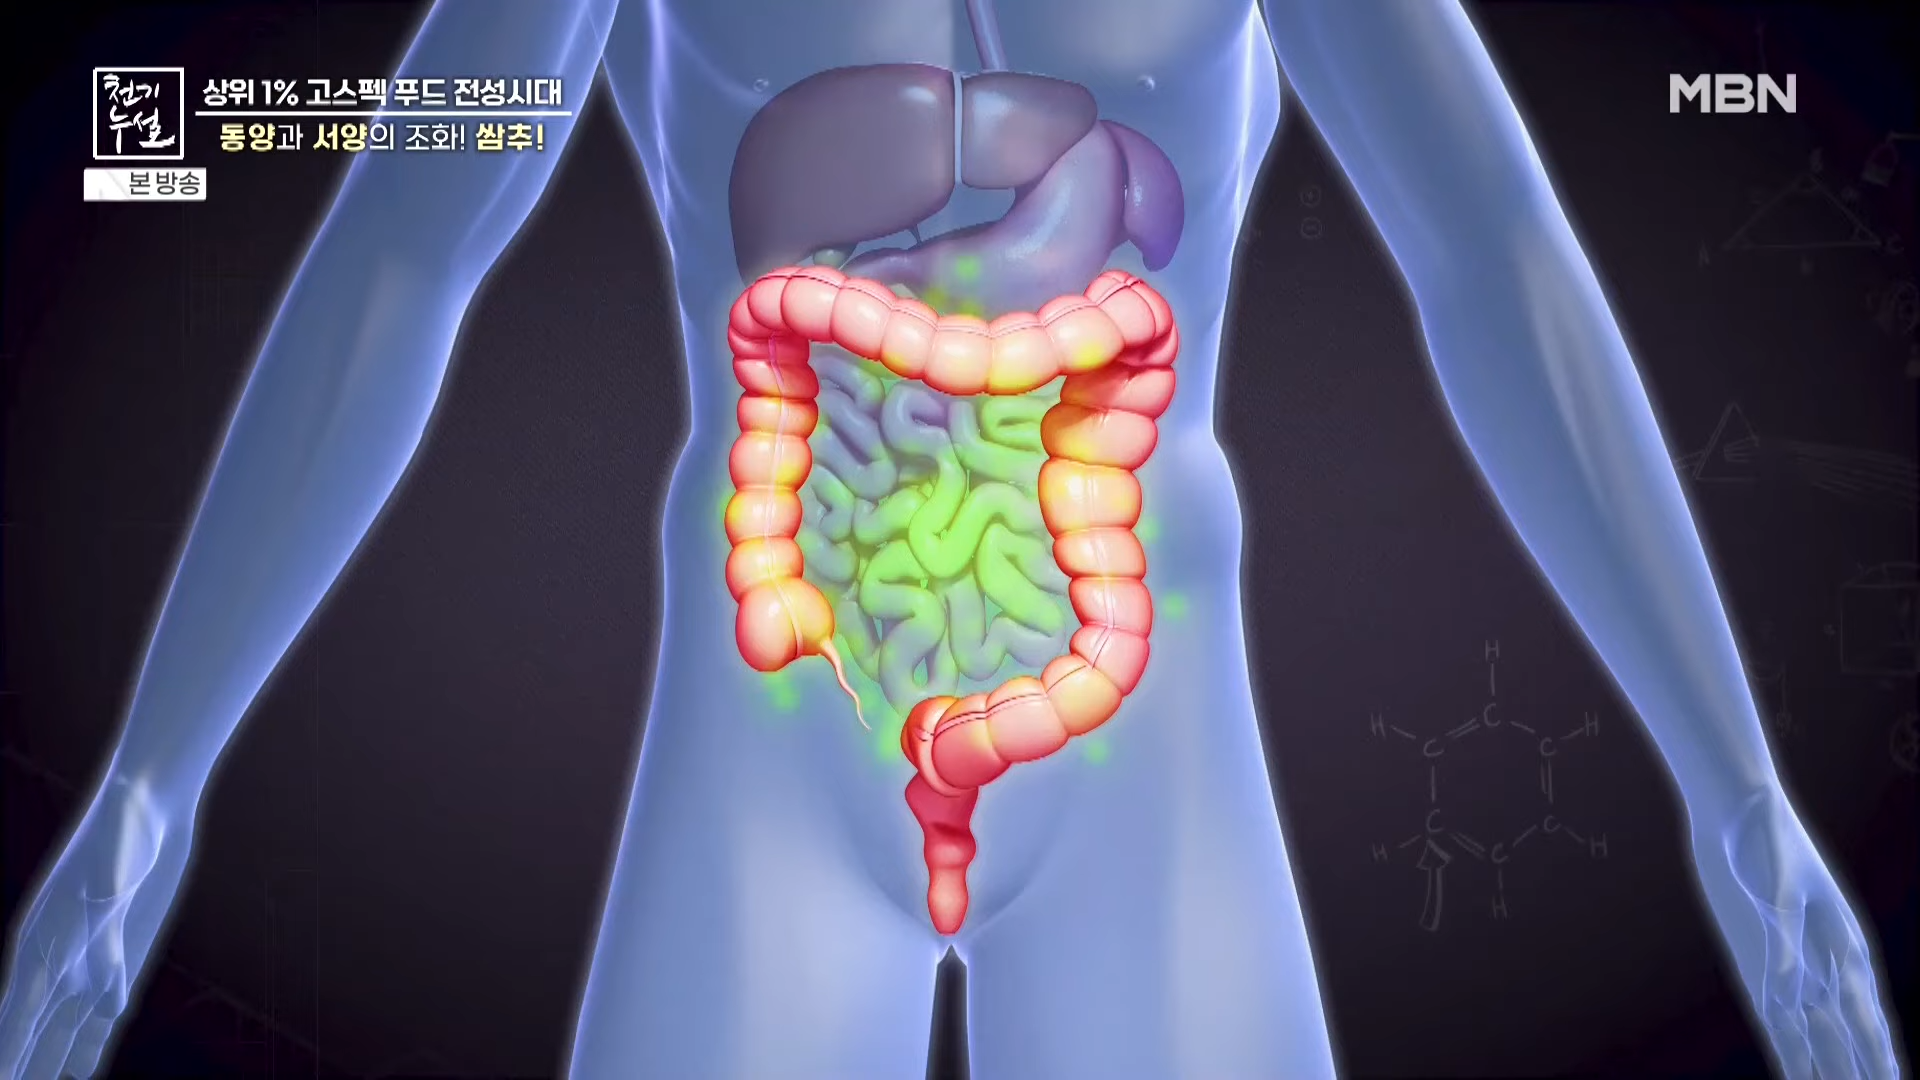 천기
누설
상위 1% 고스펙 푸드 전성시대
동양과 서양의 조화! 쌈추!
본방송
MBN